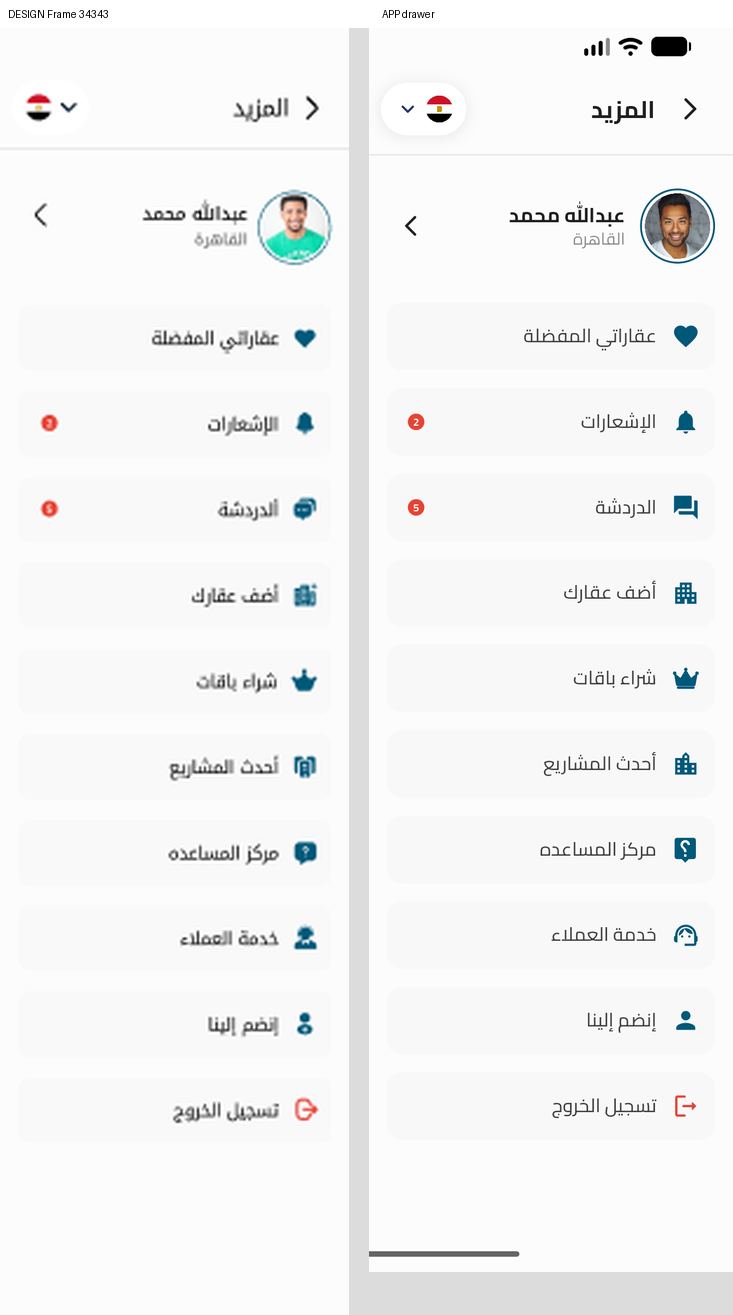 DESIGN Frame 34343
المزيد
عبدالله محمد
القاهرة
عقاراتي المفضلة
الإشعارات
2
الدردشة
5
أضف عقارك
شراء باقات
أحدث المشاريع
مركز المساعده
خدمة العملاء
إنضم إلينا
تسجيل الخروج
APP drawer
المزيد
عبدالله محمد
القاهرة
عقاراتي المفضلة
الإشعارات
2
الدردشة
5
أضف عقارك
شراء باقات
أحدث المشاريع
مركز المساعده
خدمة العملاء
إنضم إلينا
تسجيل الخروج